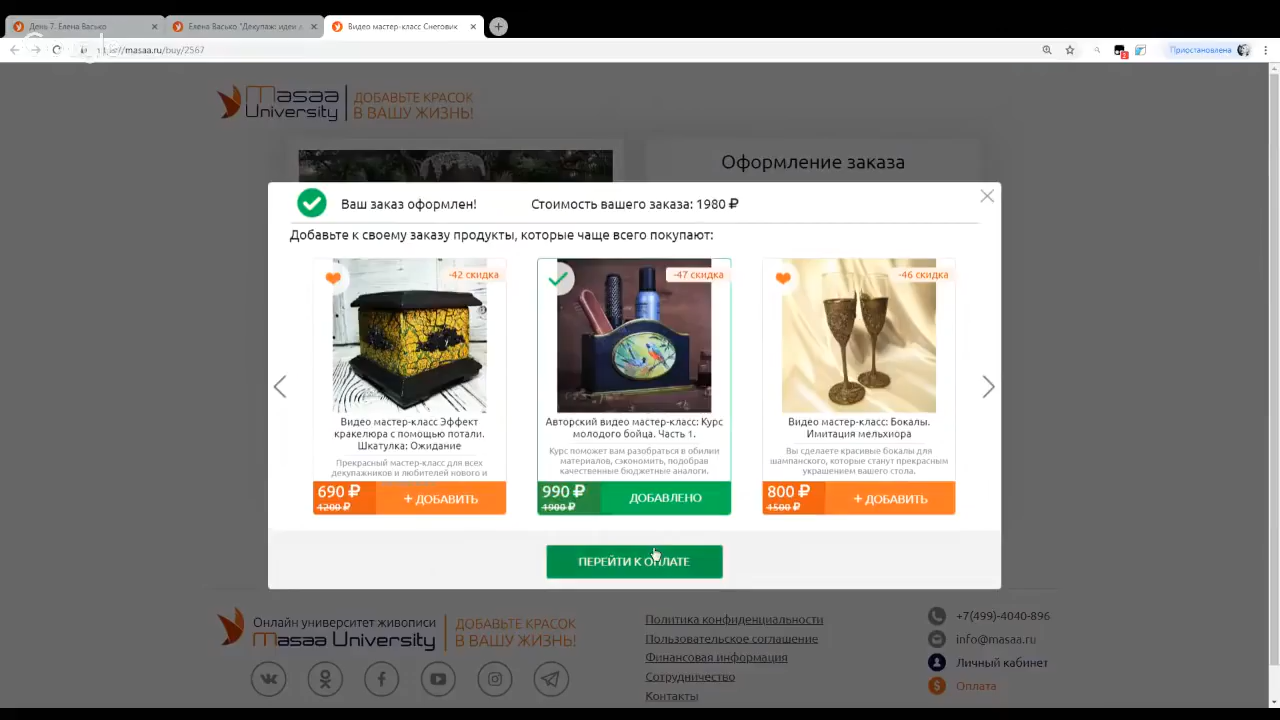 День 7. Елена Васько
Елена Васько "Декупаж: идеи
Видео мастер-класс Снеговик
masaa.ru/buy/2567
Приостановлена
2
Masaa University
ДОБАВЬТЕ КРАСОК
В ВАШУ ЖИЗНЬ!
Оформление заказа
Ваш заказ оформлен!
Стоимость вашего заказа: 1980 ₽
Добавьте к своему заказу продукты, которые чаще всего покупают:
-42 скидка
Видео мастер-класс Эффект
кракелюра с помощью потали.
Шкатулка: Ожидание
Прекрасный мастер-класс для всех
декупажников и любителей нового и
690 ₽
1200 ₽
+ ДОБАВИТЬ
-47 скидка
Авторский видео мастер-класс: Курс
молодого бойца. Часть 1.
Курс поможет вам разобраться в обилии
материалов, сэкономить, подобрав
качественные бюджетные аналоги.
990 ₽
1900 ₽
ДОБАВЛЕНО
-46 скидка
Видео мастер-класс: Бокалы.
Имитация мельхиора
Вы сделаете красивые бокалы для
шампанского, которые станут прекрасным
украшением вашего стола.
800 ₽
1500 ₽
+ ДОБАВИТЬ
ПЕРЕЙТИ К ОПЛАТЕ
Онлайн университет живописи
Masaa University
ДОБАВЬТЕ КРАСОК
В ВАШУ ЖИЗНЬ!
Политика конфиденциальности
Пользовательское соглашение
Финансовая информация
Сотрудничество
Контакты
+7(499)-4040-896
info@masaa.ru
Личный кабинет
Оплата